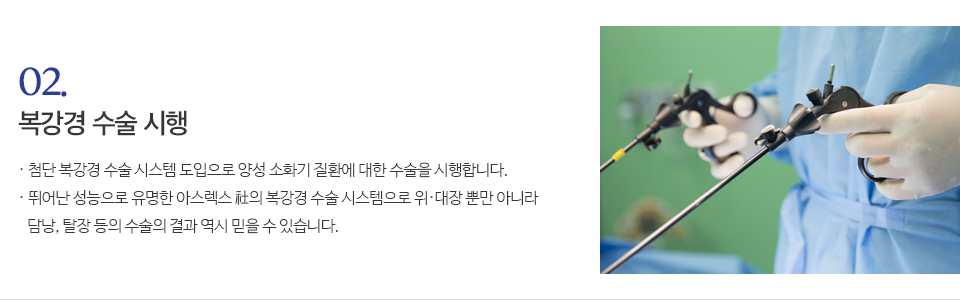 02.
복강경 수술 시행
· 첨단 복강경 수술 시스템 도입으로 양성 소화기 질환에 대한 수술을 시행합니다.
· 뛰어난 성능으로 유명한 아스렉스 社의 복강경 수술 시스템으로 위·대장 뿐만 아니라
담낭, 탈장 등의 수술의 결과 역시 믿을 수 있습니다.